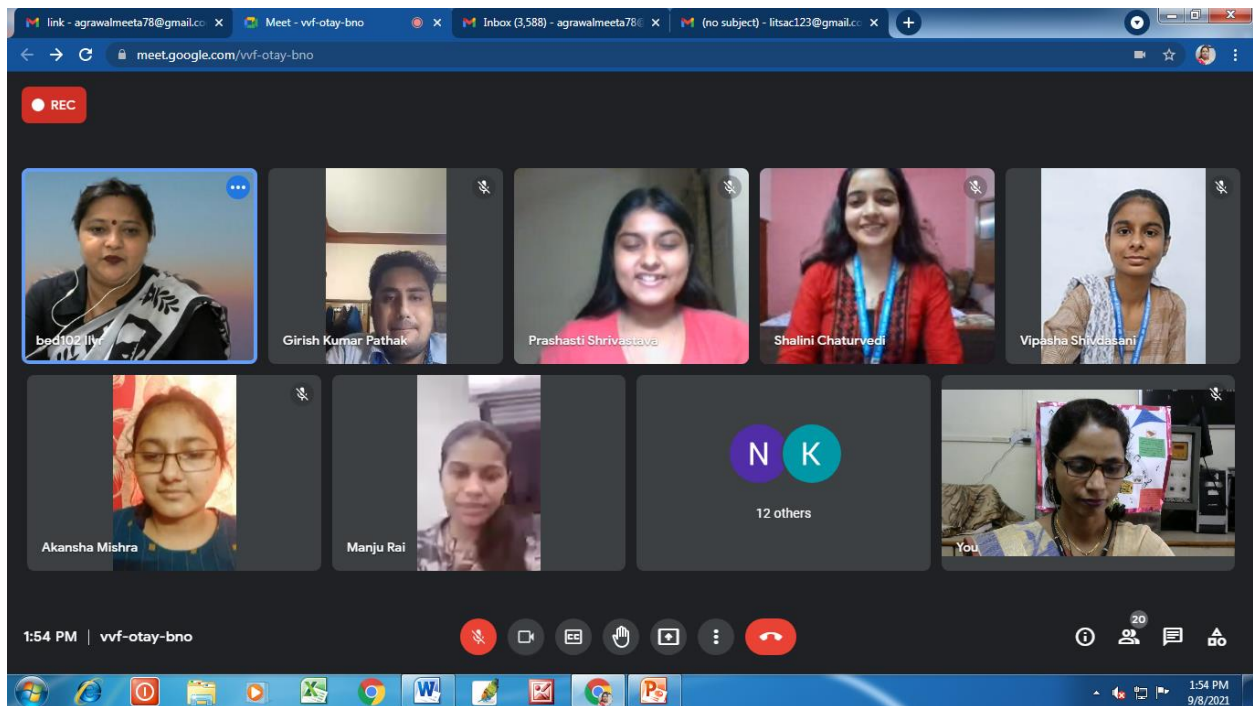 link - agrawalmeeta78@gmail.co
Meet - vvf-otay-bno
Inbox (3,588) - agrawalmeeta78@
(no subject) - litsac123@gmail.co
meet.google.com/vvf-otay-bno
REC
bed102 llyr
Girish Kumar Pathak
Prashasti Shrivastava
Shalini Chaturvedi
Vipasha Shivdasani
Akansha Mishra
Manju Rai
N K
12 others
You
1:54 PM | vvf-otay-bno
CC
20
1:54 PM
9/8/2021